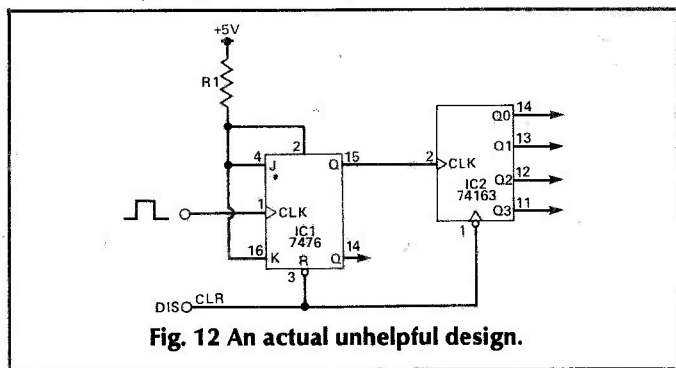 +5V
R1
2
4
J
Q
15
2
CLK
Q0
14
Q1
13
IC2
74163
Q2
12
Q3
11
1
CLK
IC1
7476
16
K
R
Q
14
3
1
DIS
CLR
Fig. 12 An actual unhelpful design.